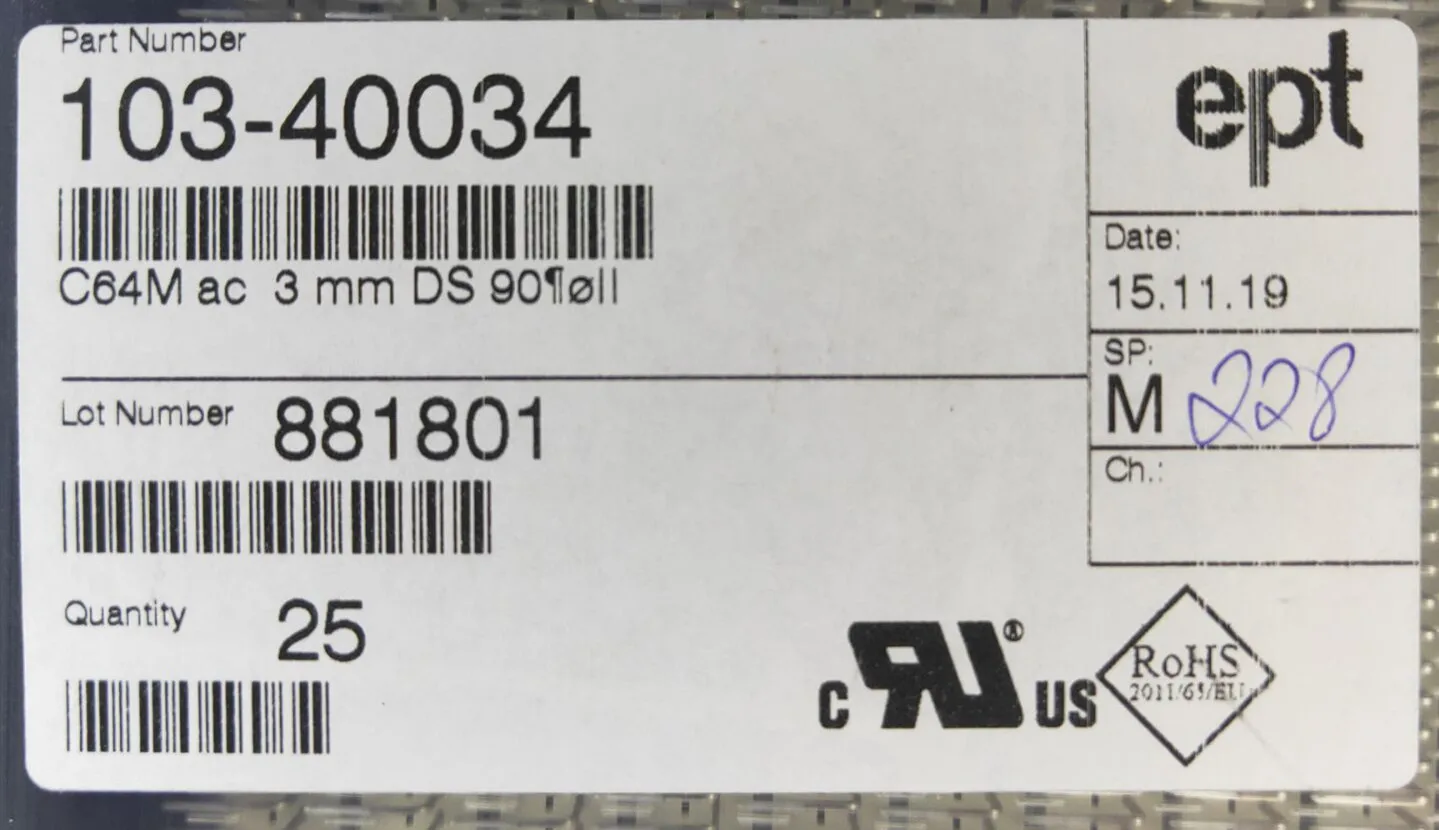 Part Number
103-40034
C64M ac 3 mm DS 90¶øll
Lot Number 881801
Quantity 25
ept
Date:
15.11.19
SP:
M 228
Ch.:
c RU® US
RoHS
2011/65/EU